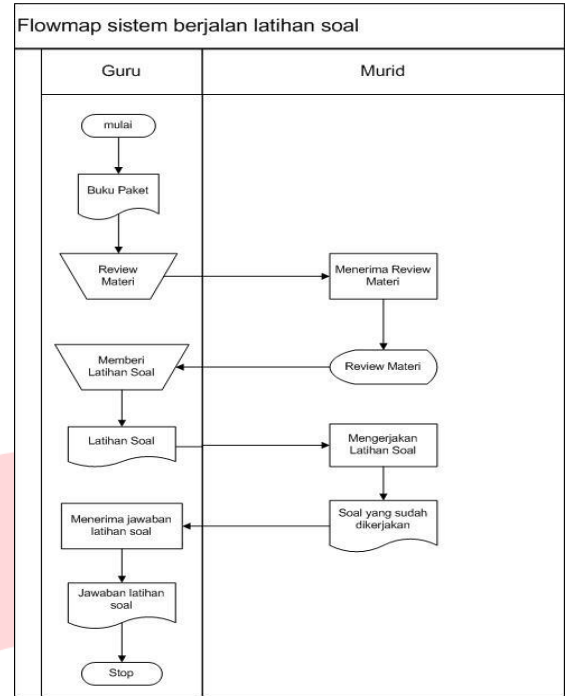 Flowmap sistem berjalan latihan soal
Guru
Murid
mulai
Buku Paket
Review
Materi
Menerima Review
Materi
Memberi
Latihan Soal
Review Materi
Latihan Soal
Mengerjakan
Latihan Soal
Menerima jawaban
latihan soal
Soal yang sudah
dikerjakan
Jawaban latihan
soal
Stop